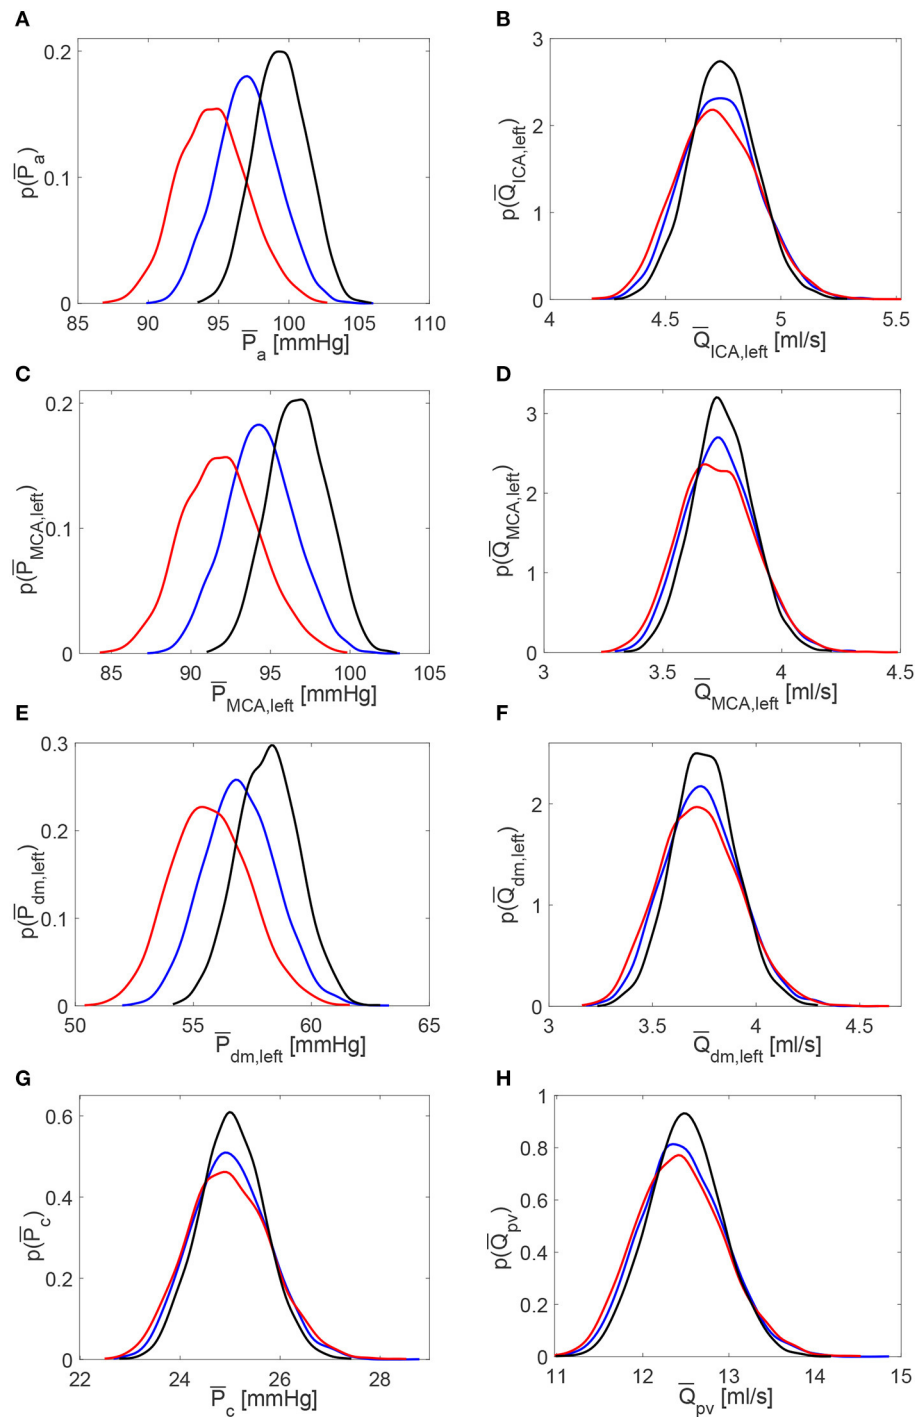 A
p(P̅a)
0.2
0.1
0
85 90 95 100 105 110
P̅a [mmHg]
B
p(Q̅ICA,left)
3
2
1
0
4 4.5 5 5.5
Q̅ICA,left [ml/s]
C
p(P̅MCA,left)
0.2
0.1
0
85 90 95 100 105
P̅MCA,left [mmHg]
D
p(Q̅MCA,left)
3
2
1
0
3 3.5 4 4.5
Q̅MCA,left [ml/s]
E
p(P̅dm,left)
0.3
0.2
0.1
0
50 55 60 65
P̅dm,left [mmHg]
F
p(Q̅dm,left)
2
1
0
3 3.5 4 4.5
Q̅dm,left [ml/s]
G
p(P̅c)
0.6
0.4
0.2
0
22 24 26 28
P̅c [mmHg]
H
p(Q̅pv)
1
0.8
0.6
0.4
0.2
0
11 12 13 14 15
Q̅pv [ml/s]